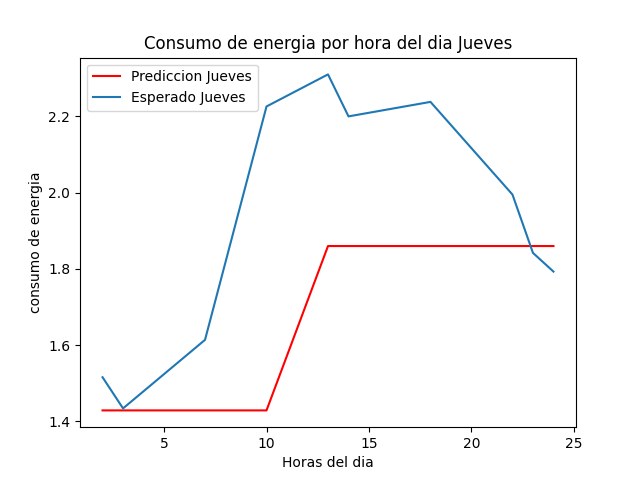 Consumo de energia por hora del dia Jueves
Prediccion Jueves
Esperado Jueves
consumo de energia
2.2
2.0
1.8
1.6
1.4
5
10
15
20
25
Horas del dia